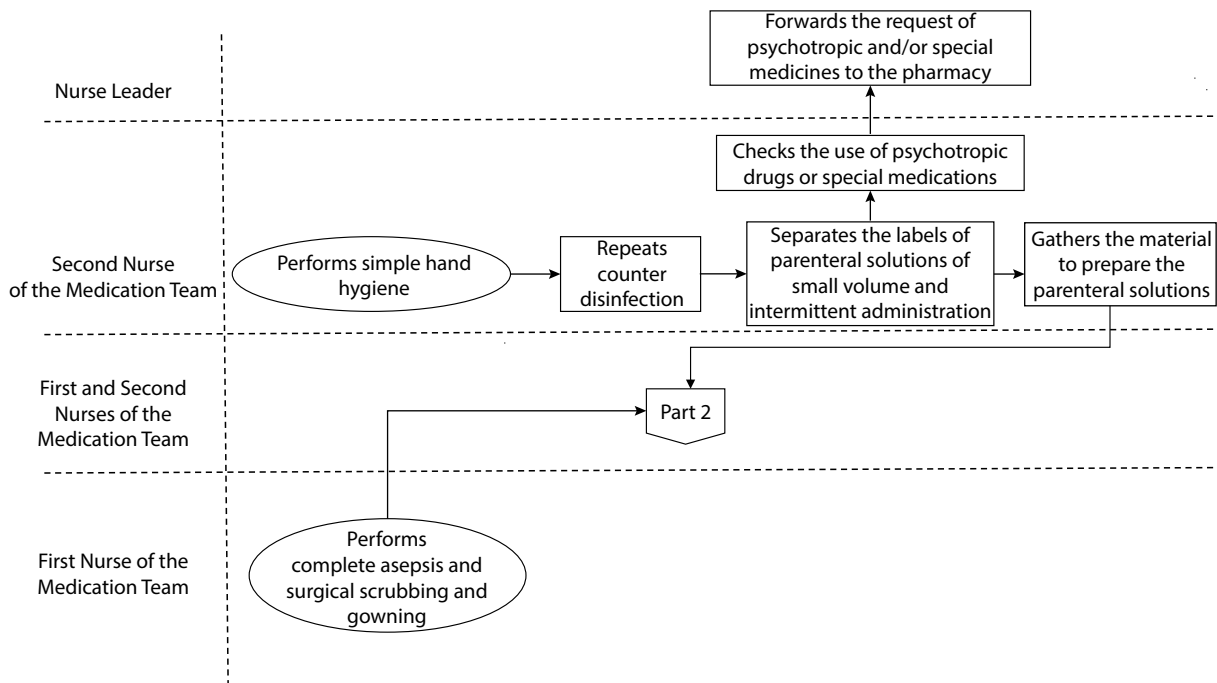 Forwards the request of
psychotropic and/or special
medicines to the pharmacy
Nurse Leader
Checks the use of psychotropic
drugs or special medications
Second Nurse
of the Medication Team
Performs simple hand
hygiene
Repeats
counter
disinfection
Separates the labels of
parenteral solutions of
small volume and
intermittent administration
Gathers the material
to prepare the
parenteral solutions
First and Second
Nurses of the
Medication Team
Part 2
First Nurse of the
Medication Team
Performs
complete asepsis and
surgical scrubbing and
gowning